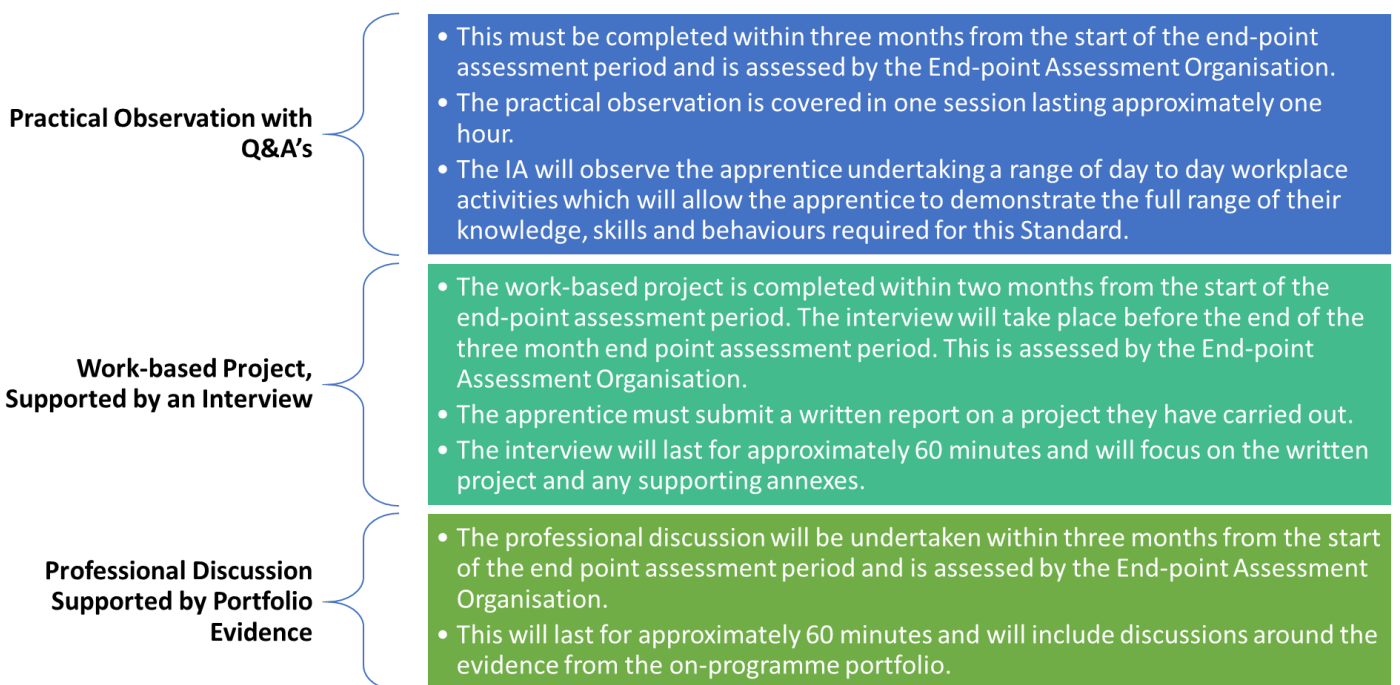 Practical Observation with
Q&A's
• This must be completed within three months from the start of the end-point
assessment period and is assessed by the End-point Assessment Organisation.
• The practical observation is covered in one session lasting approximately one
hour.
• The IA will observe the apprentice undertaking a range of day to day workplace
activities which will allow the apprentice to demonstrate the full range of their
knowledge, skills and behaviours required for this Standard.
Work-based Project,
Supported by an Interview
• The work-based project is completed within two months from the start of the
end-point assessment period. The interview will take place before the end of the
three month end point assessment period. This is assessed by the End-point
Assessment Organisation.
• The apprentice must submit a written report on a project they have carried out.
• The interview will last for approximately 60 minutes and will focus on the written
project and any supporting annexes.
Professional Discussion
Supported by Portfolio
Evidence
• The professional discussion will be undertaken within three months from the start
of the end point assessment period and is assessed by the End-point Assessment
Organisation.
• This will last for approximately 60 minutes and will include discussions around the
evidence from the on-programme portfolio.